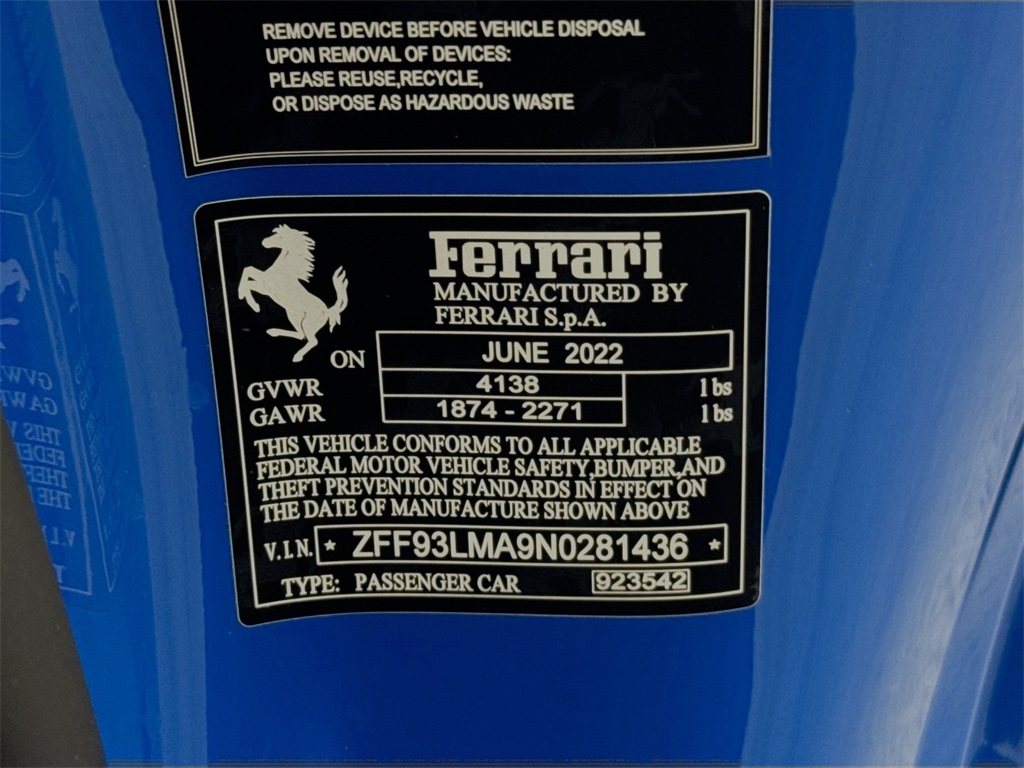 REMOVE DEVICE BEFORE VEHICLE DISPOSAL
UPON REMOVAL OF DEVICES:
PLEASE REUSE,RECYCLE,
OR DISPOSE AS HAZARDOUS WASTE
Ferrari
MANUFACTURED BY
FERRARI S.p.A.
ON JUNE 2022
GVWR 4138 lbs
GAWR 1874 - 2271 lbs
THIS VEHICLE CONFORMS TO ALL APPLICABLE
FEDERAL MOTOR VEHICLE SAFETY,BUMPER,AND
THEFT PREVENTION STANDARDS IN EFFECT ON
THE DATE OF MANUFACTURE SHOWN ABOVE
V.I.N. * ZFF93LMA9N0281436 *
TYPE: PASSENGER CAR 923542